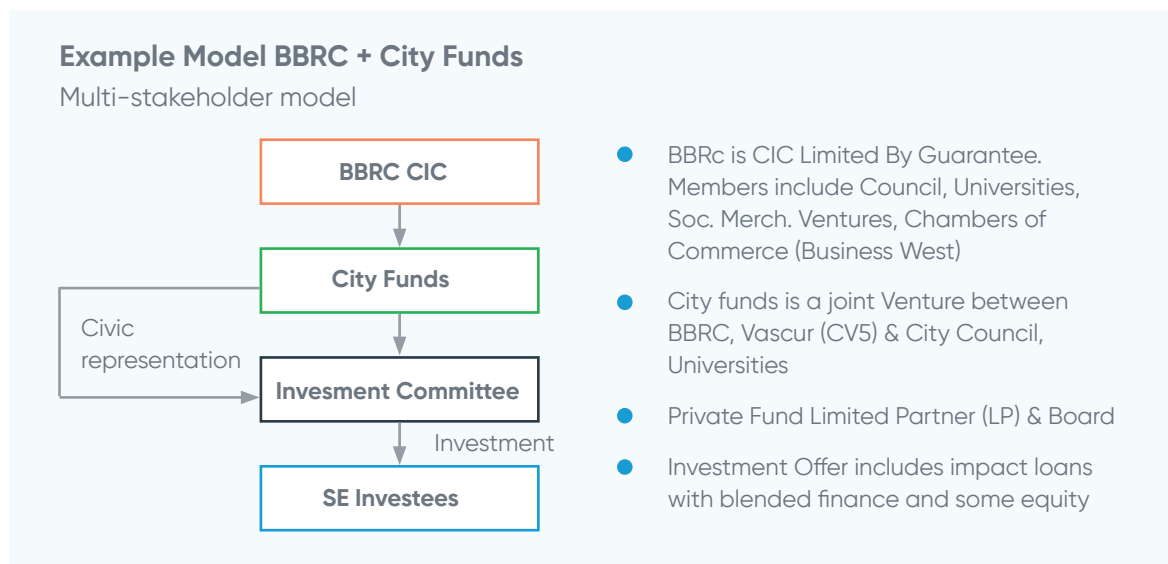 Example Model BBRC + City Funds
Multi-stakeholder model
BBRC CIC
City Funds
Civic
representation
Invesment Committee
Investment
SE Investees
BBRc is CIC Limited By Guarantee.
Members include Council, Universities,
Soc. Merch. Ventures, Chambers of
Commerce (Business West)
City funds is a joint Venture between
BBRC, Vascur (CV5) & City Council,
Universities
Private Fund Limited Partner (LP) & Board
Investment Offer includes impact loans
with blended finance and some equity